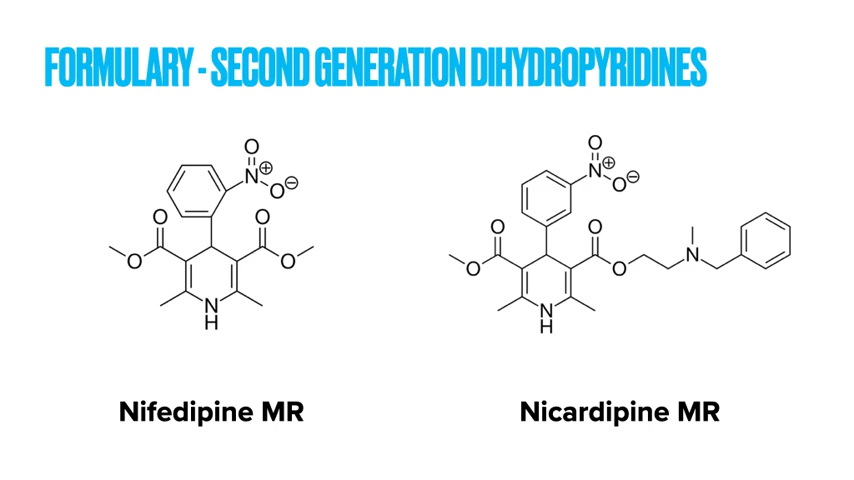 FORMULARY - SECOND GENERATION DIHYDROPYRIDINES
O
N⊕
O⊖
O
O
O
O
N
H
O
N⊕
O⊖
O
O
O
O
N
N
H
Nifedipine MR
Nicardipine MR